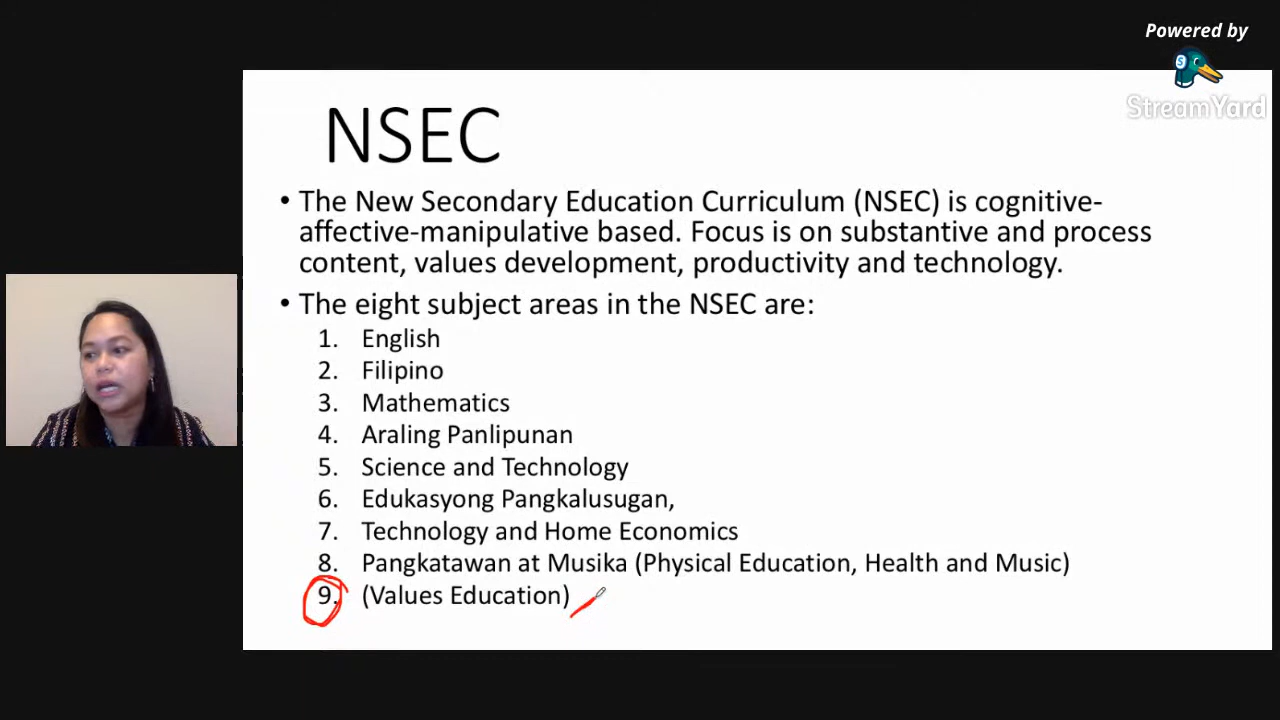 Powered by
StreamYard
NSEC
• The New Secondary Education Curriculum (NSEC) is cognitive-
affective-manipulative based. Focus is on substantive and process
content, values development, productivity and technology.
• The eight subject areas in the NSEC are:
1. English
2. Filipino
3. Mathematics
4. Araling Panlipunan
5. Science and Technology
6. Edukasyong Pangkalusugan,
7. Technology and Home Economics
8. Pangkatawan at Musika (Physical Education, Health and Music)
9. (Values Education)